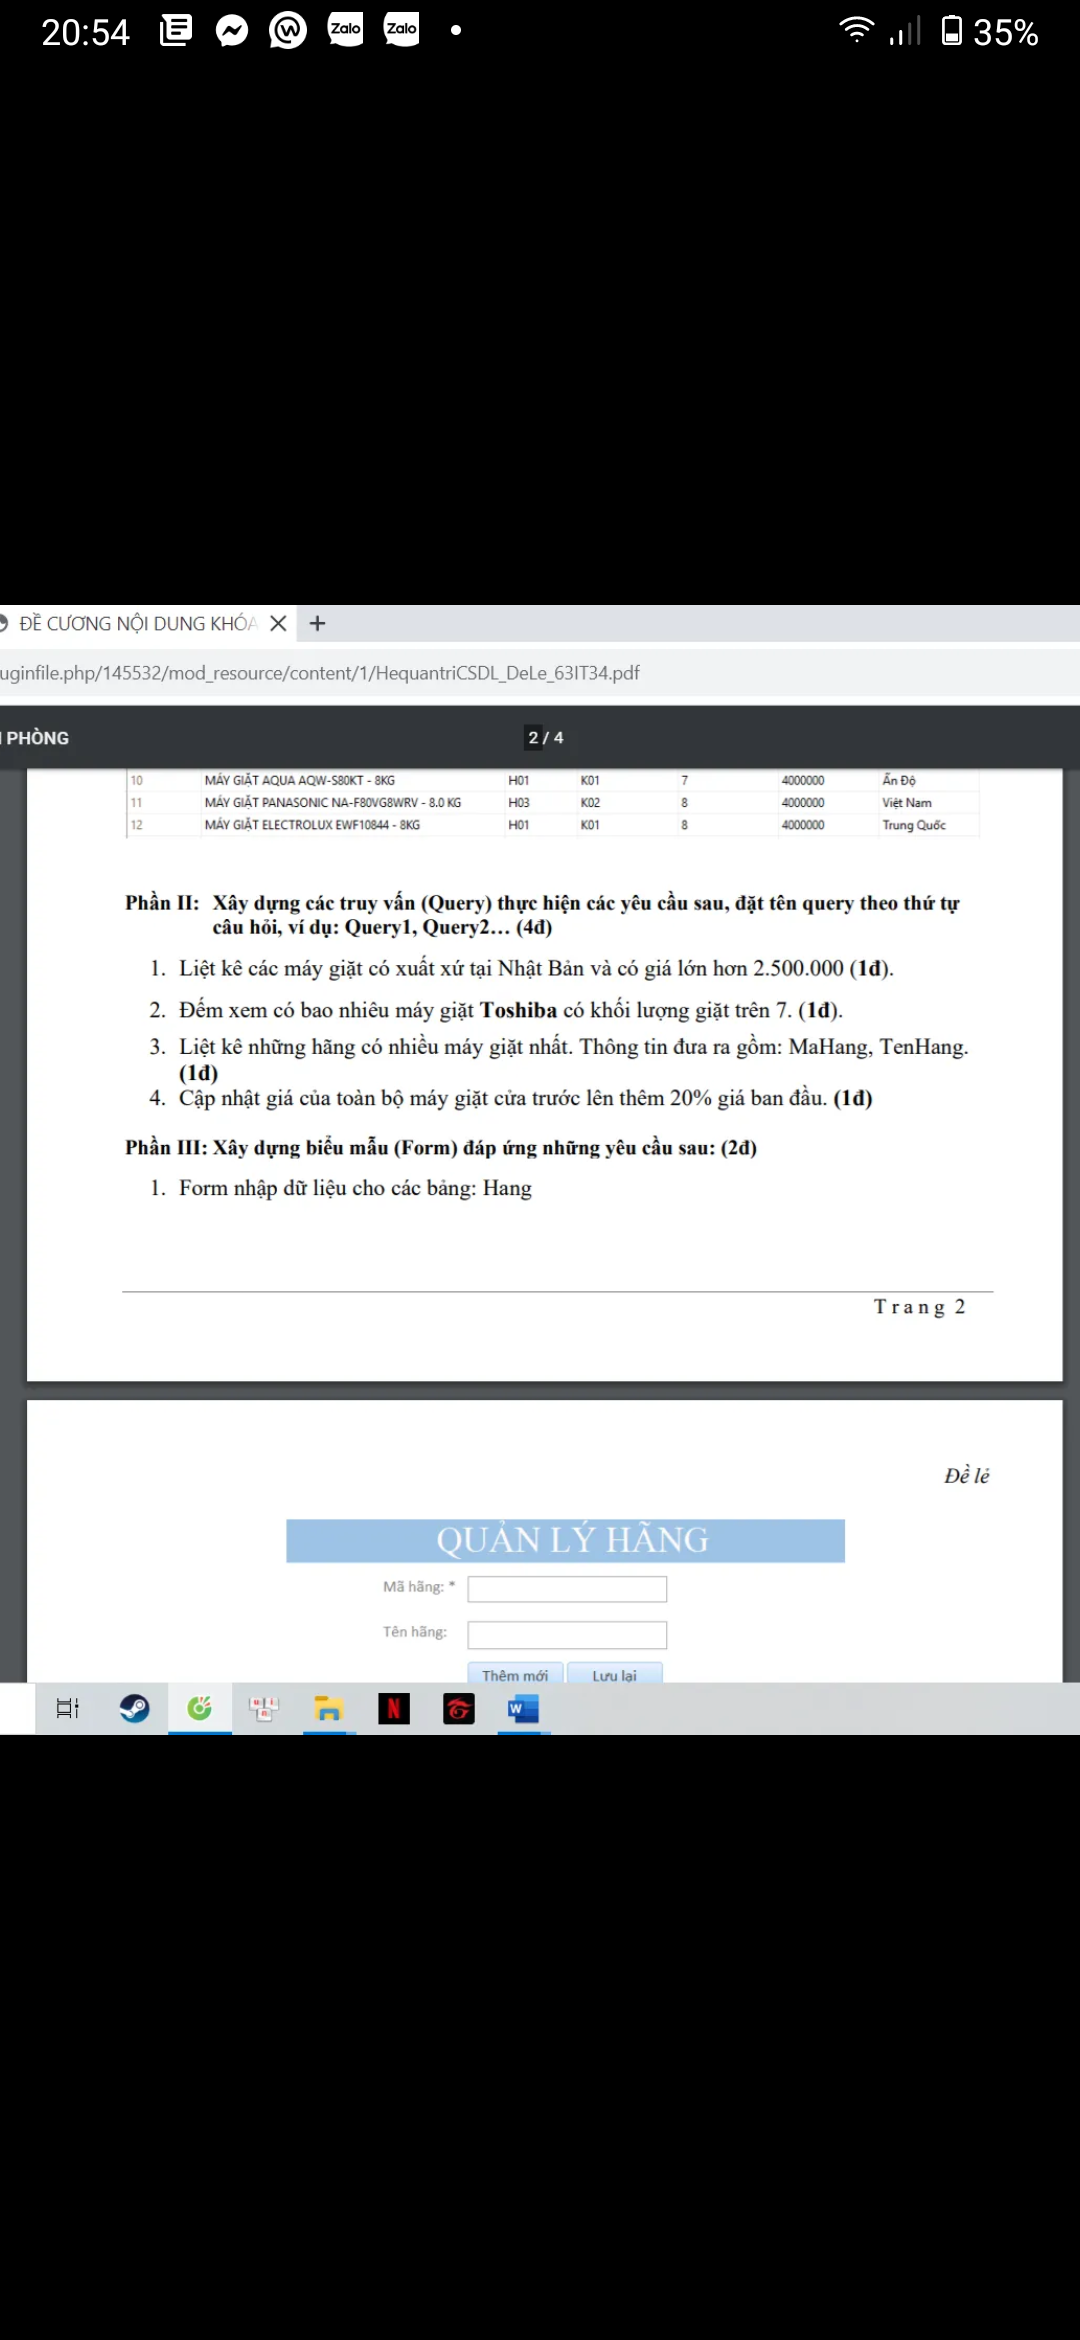 20:54 Zalo Zalo 35%
ĐỀ CƯƠNG NỘI DUNG KHÓA
uginfile.php/145532/mod_resource/content/1/HequantriCSDL_DeLe_63IT34.pdf
PHÒNG 2 / 4
10 MÁY GIẶT AQUA AQW-S80KT - 8KG H01 K01 7 4000000 Ấn Độ
11 MÁY GIẶT PANASONIC NA-F80VG8WRV - 8.0 KG H03 K02 8 4000000 Việt Nam
12 MÁY GIẶT ELECTROLUX EWF10844 - 8KG H01 K01 8 4000000 Trung Quốc
Phần II: Xây dựng các truy vấn (Query) thực hiện các yêu cầu sau, đặt tên query theo thứ tự
câu hỏi, ví dụ: Query1, Query2... (4đ)
1. Liệt kê các máy giặt có xuất xứ tại Nhật Bản và có giá lớn hơn 2.500.000 (1đ).
2. Đếm xem có bao nhiêu máy giặt Toshiba có khối lượng giặt trên 7. (1đ).
3. Liệt kê những hãng có nhiều máy giặt nhất. Thông tin đưa ra gồm: MaHang, TenHang.
(1đ)
4. Cập nhật giá của toàn bộ máy giặt cửa trước lên thêm 20% giá ban đầu. (1đ)
Phần III: Xây dựng biểu mẫu (Form) đáp ứng những yêu cầu sau: (2đ)
1. Form nhập dữ liệu cho các bảng: Hang
Trang 2
Đề lẻ
QUẢN LÝ HÃNG
Mã hãng: *
Tên hãng:
Thêm mới Lưu lại